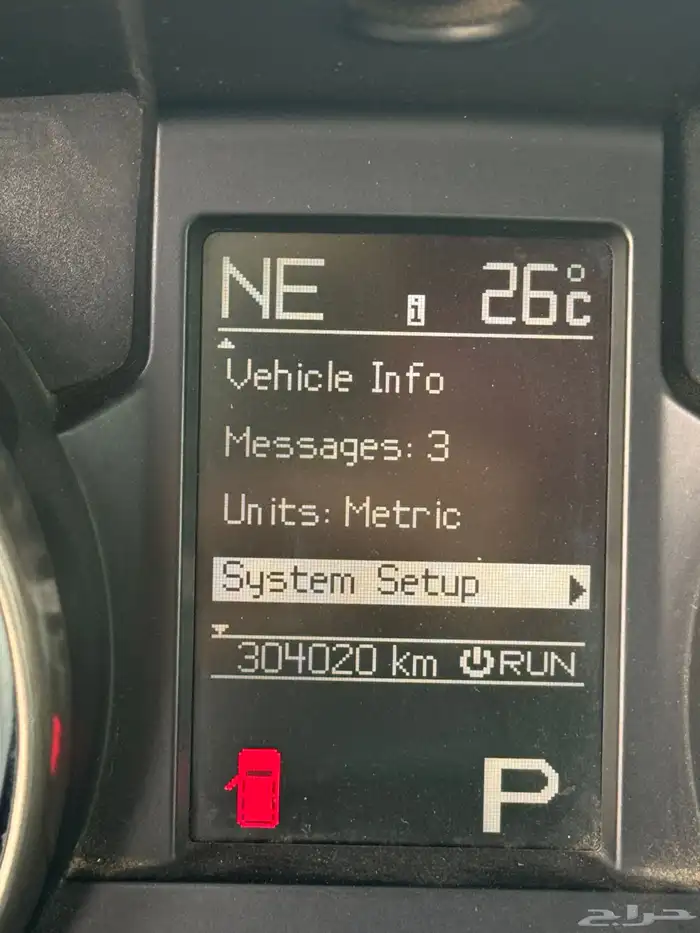 NE i 26°C
Vehicle Info
Messages: 3
Units: Metric
System Setup
304020 km RUN
P
حراج